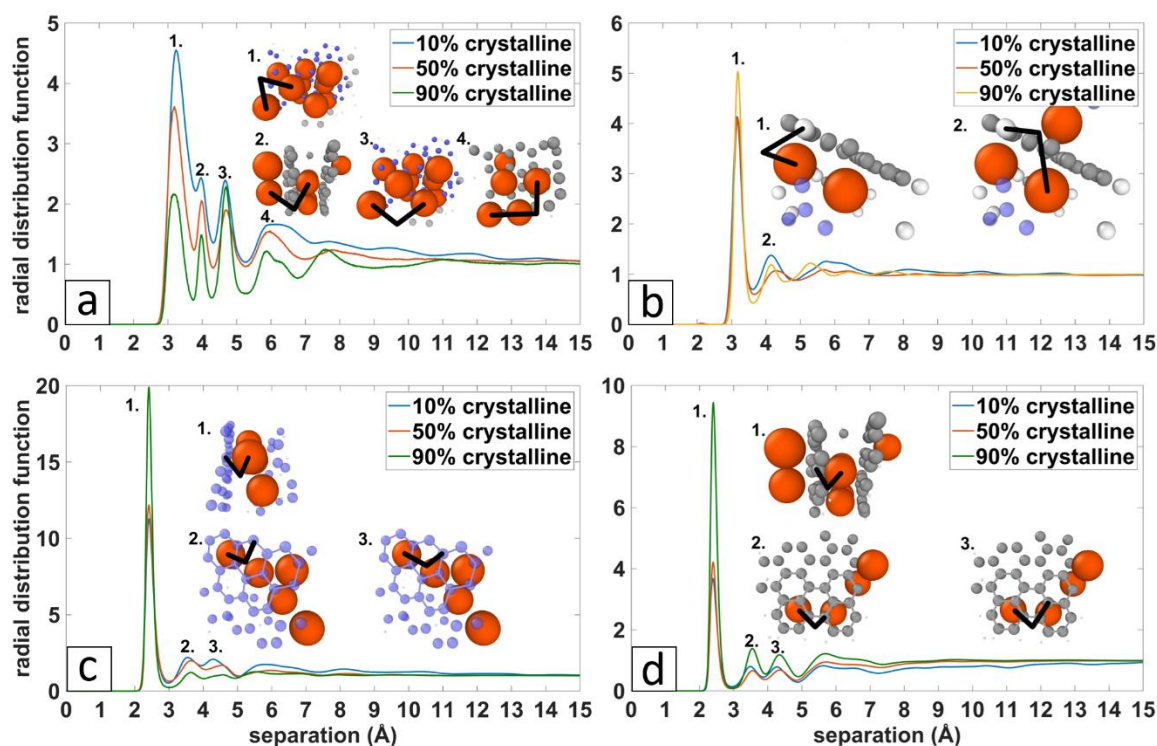 radial distribution function
5
4
3
2
1
0
1.
2.
3.
4.
1.
2.
3.
4.
10% crystalline
50% crystalline
90% crystalline
a
0 1 2 3 4 5 6 7 8 9 10 11 12 13 14 15
6
5
4
3
2
1
0
1.
2.
1.
2.
10% crystalline
50% crystalline
90% crystalline
b
0 1 2 3 4 5 6 7 8 9 10 11 12 13 14 15
radial distribution function
20
15
10
5
0
1.
2.
3.
1.
2.
3.
10% crystalline
50% crystalline
90% crystalline
c
0 1 2 3 4 5 6 7 8 9 10 11 12 13 14 15
separation (Å)
10
8
6
4
2
0
1.
2.
3.
1.
2.
3.
10% crystalline
50% crystalline
90% crystalline
d
0 1 2 3 4 5 6 7 8 9 10 11 12 13 14 15
separation (Å)